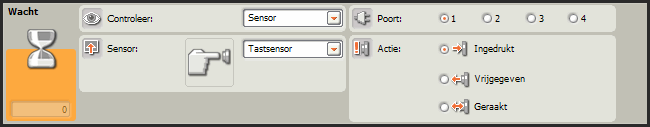 Wacht
Controleer: Sensor
Poort: 1 2 3 4
Sensor: Tastsensor
Actie: Ingedrukt
Vrijgegeven
Geraakt
0